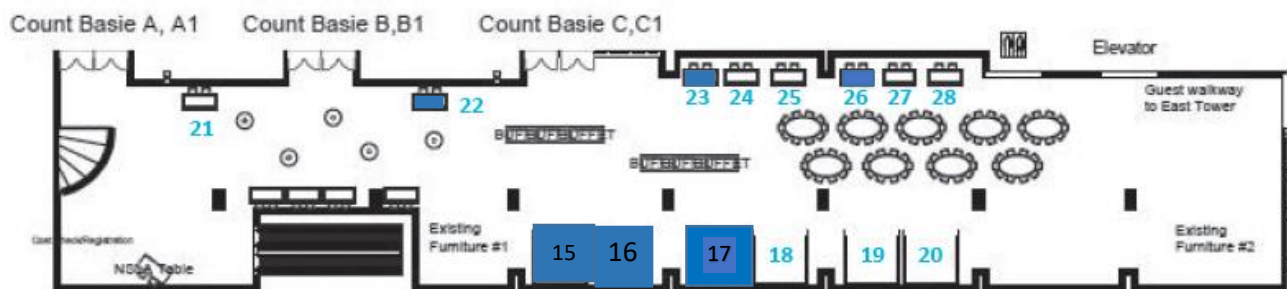 Count Basie A, A1
Count Basie B,B1
Count Basie C,C1
Elevator
Guest walkway
to East Tower
21
22
23
24
25
26
27
28
Existing
Furniture #1
15
16
17
18
19
20
Existing
Furniture #2
Table